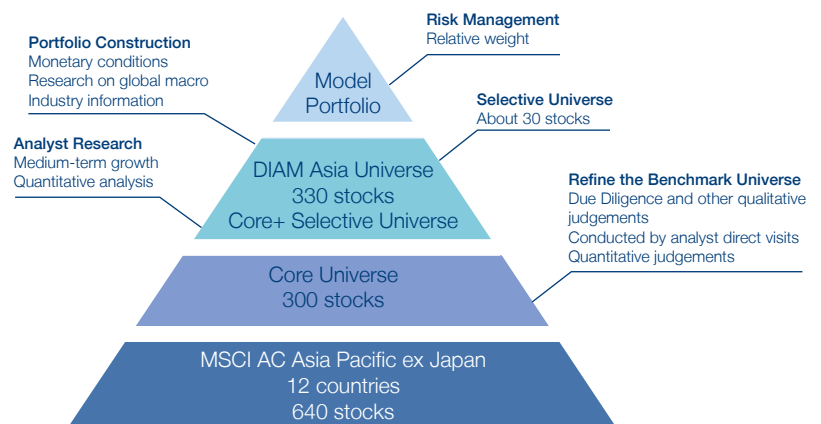 Risk Management
Relative weight
Portfolio Construction
Monetary conditions
Research on global macro
Industry information
Model
Portfolio
Selective Universe
About 30 stocks
Analyst Research
Medium-term growth
Quantitative analysis
DIAM Asia Universe
330 stocks
Core+ Selective Universe
Refine the Benchmark Universe
Due Diligence and other qualitative
judgements
Conducted by analyst direct visits
Quantitative judgements
Core Universe
300 stocks
MSCI AC Asia Pacific ex Japan
12 countries
640 stocks